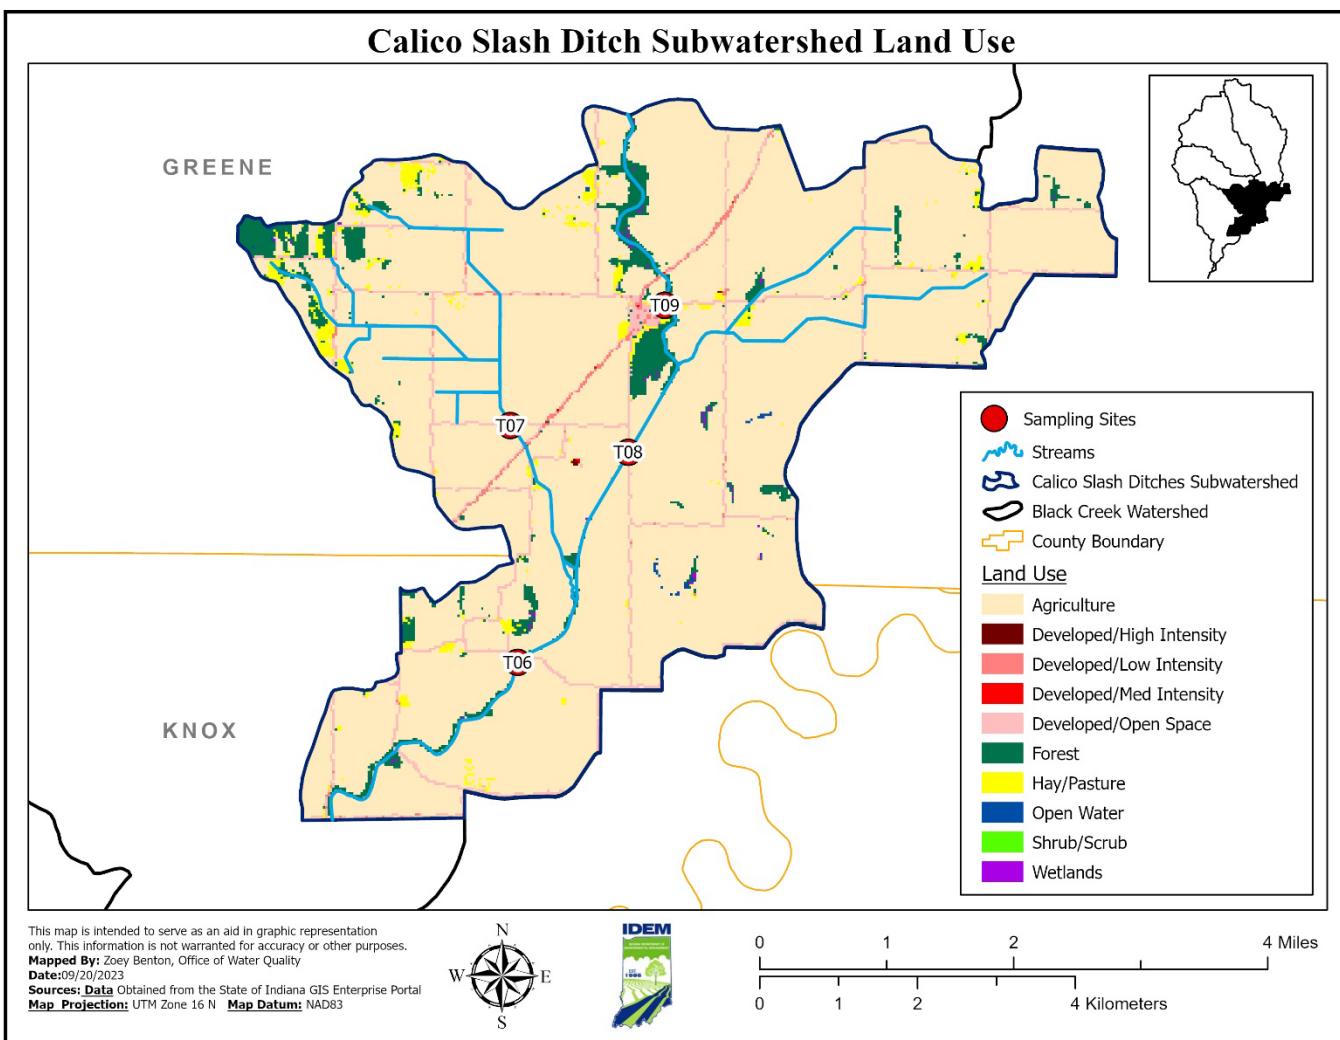 Calico Slash Ditch Subwatershed Land Use
GREENE
KNOX
T09
T07
T08
T06
Sampling Sites
Streams
Calico Slash Ditches Subwatershed
Black Creek Watershed
County Boundary
Land Use
Agriculture
Developed/High Intensity
Developed/Low Intensity
Developed/Med Intensity
Developed/Open Space
Forest
Hay/Pasture
Open Water
Shrub/Scrub
Wetlands
This map is intended to serve as an aid in graphic representation
only. This information is not warranted for accuracy or other purposes.
Mapped By: Zoey Benton, Office of Water Quality
Date:09/20/2023
Sources: Data Obtained from the State of Indiana GIS Enterprise Portal
Map Projection: UTM Zone 16 N Map Datum: NAD83
N
W E
S
IDEM
0 1 2 4 Miles
0 1 2 4 Kilometers